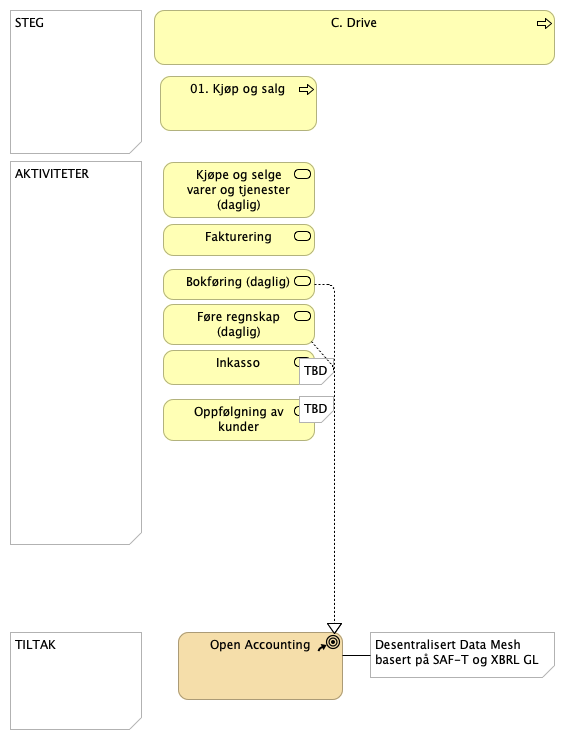 STEG
C. Drive
01. Kjøp og salg
AKTIVITETER
Kjøpe og selge
varer og tjenester
(daglig)
Fakturering
Bokføring (daglig)
Føre regnskap
(daglig)
Inkasso
TBD
TBD
Oppfølgning av
kunder
TILTAK
Open Accounting
Desentralisert Data Mesh
basert på SAF-T og XBRL GL